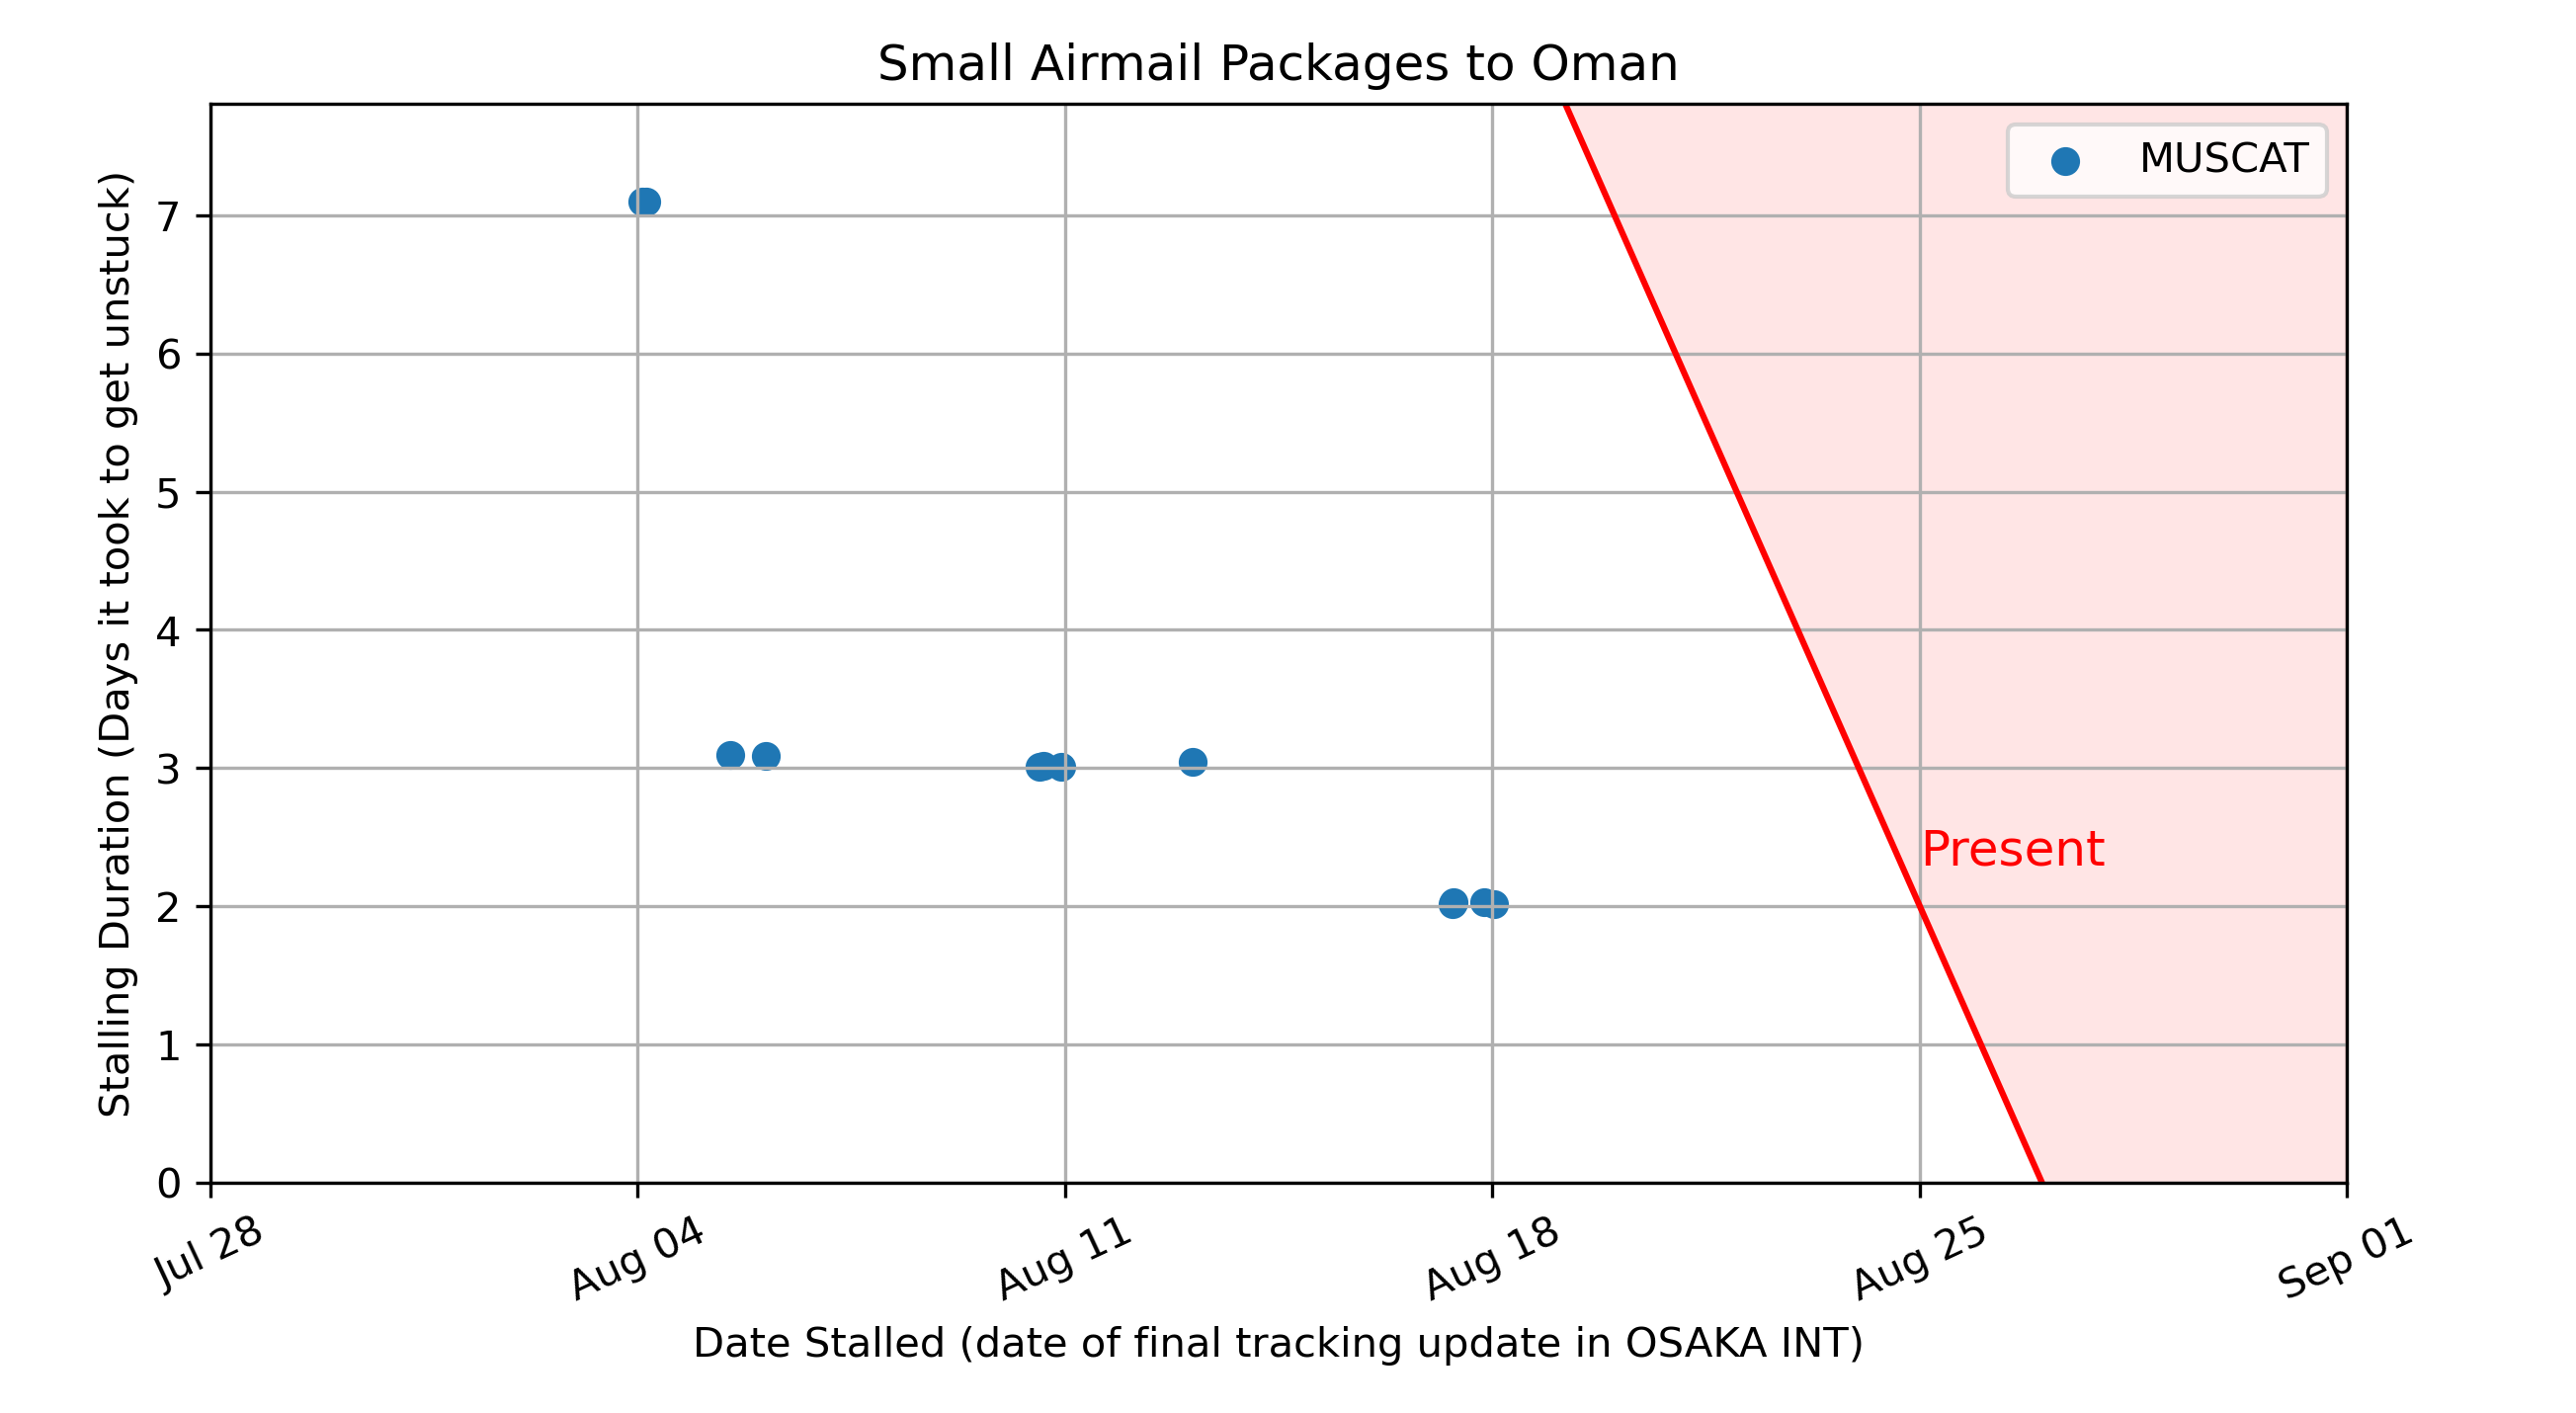 Small Airmail Packages to Oman
MUSCAT
Stalling Duration (Days it took to get unstuck)
7
6
5
4
3
2
1
0
Present
Jul 28
Aug 04
Aug 11
Aug 18
Aug 25
Sep 01
Date Stalled (date of final tracking update in OSAKA INT)